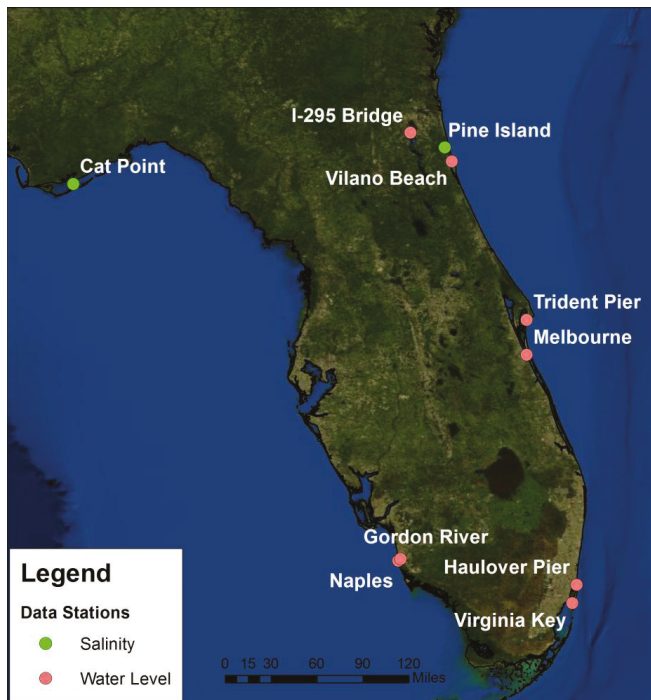 I-295 Bridge
Pine Island
Cat Point
Vilano Beach
Trident Pier
Melbourne
Gordon River
Naples
Haulover Pier
Virginia Key
Legend
Data Stations
Salinity
Water Level
0 15 30 60 90 120
Miles